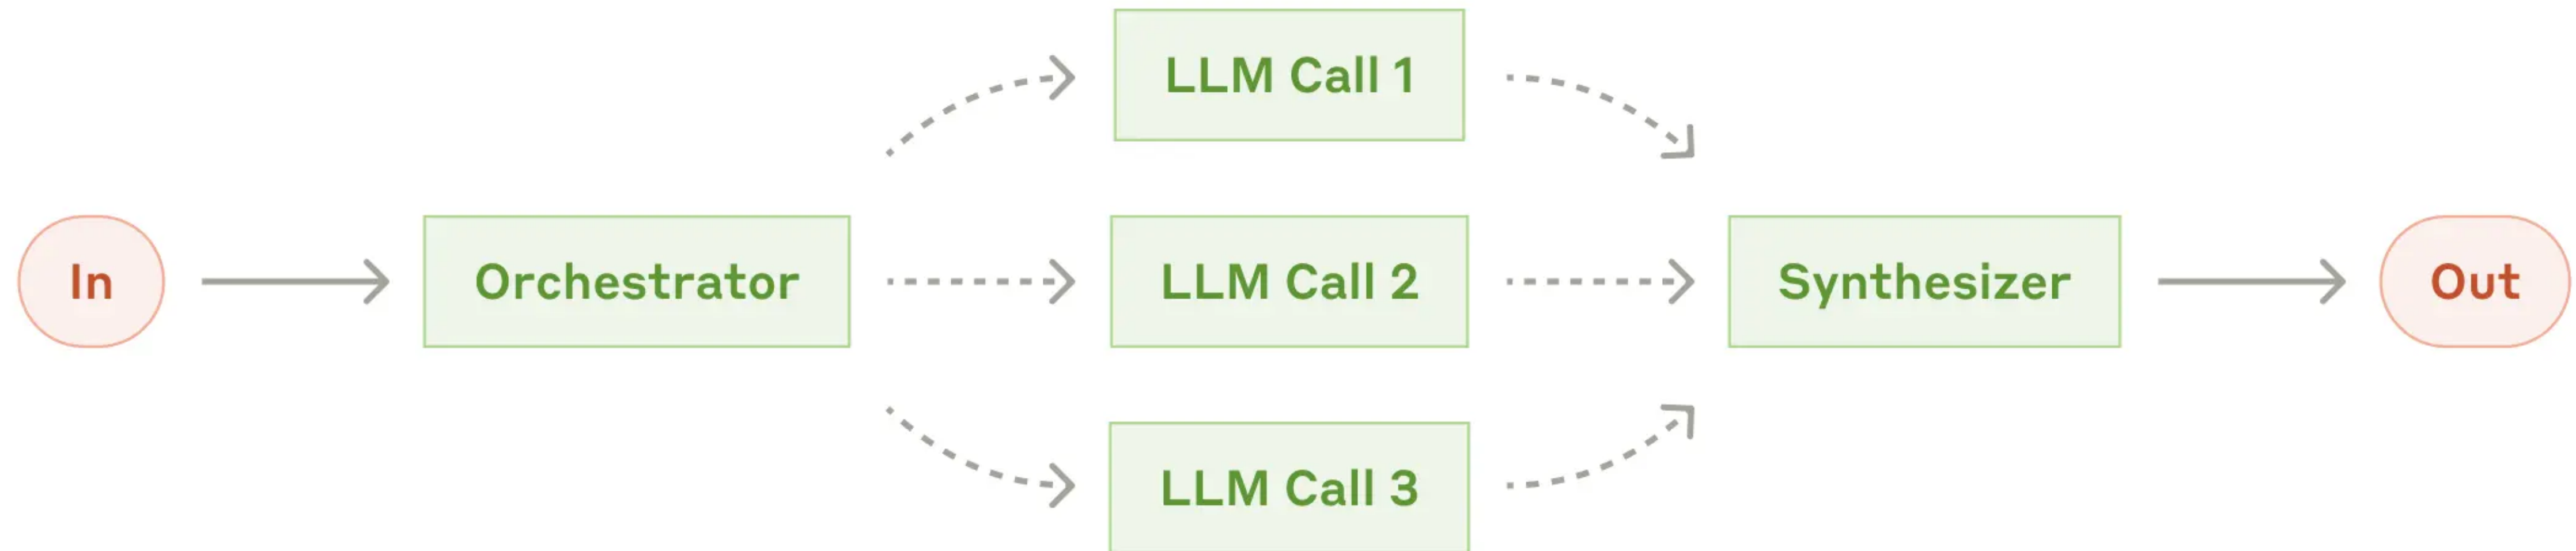 In
Orchestrator
LLM Call 1
LLM Call 2
LLM Call 3
Synthesizer
Out